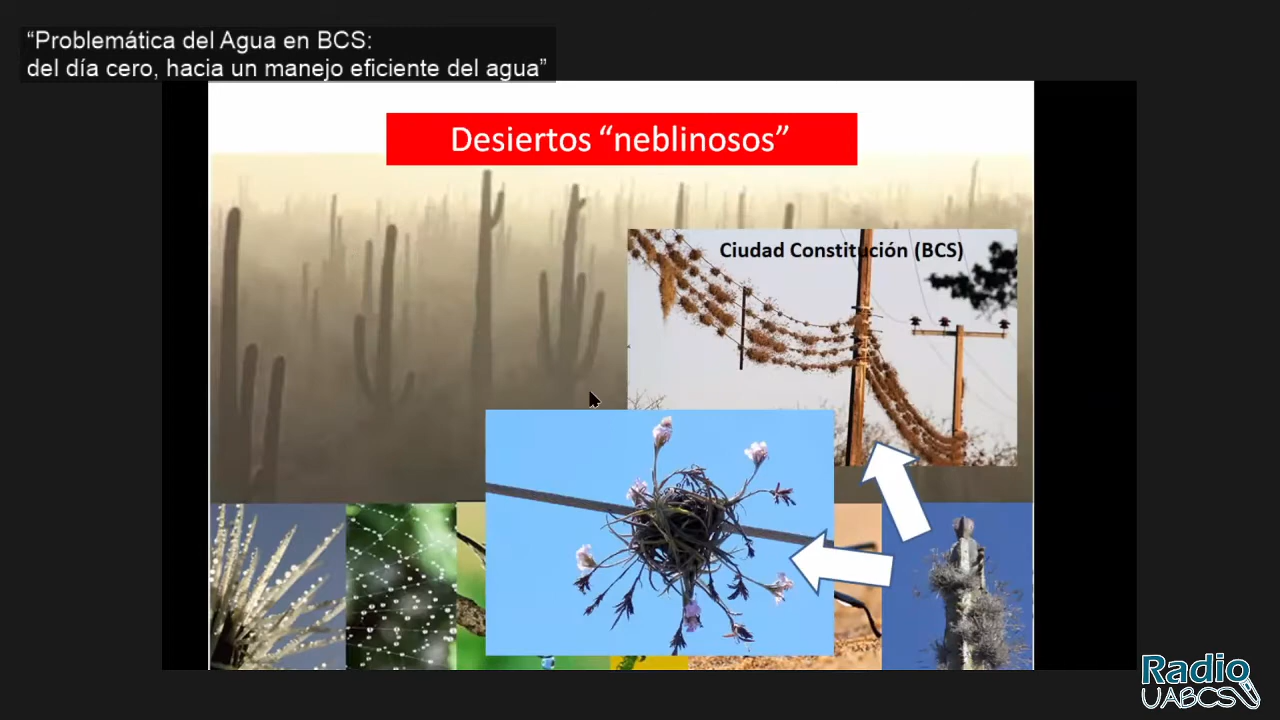 “Problemática del Agua en BCS:
del día cero, hacia un manejo eficiente del agua”
Desiertos “neblinosos”
Ciudad Constitución (BCS)
Radio
UABCS